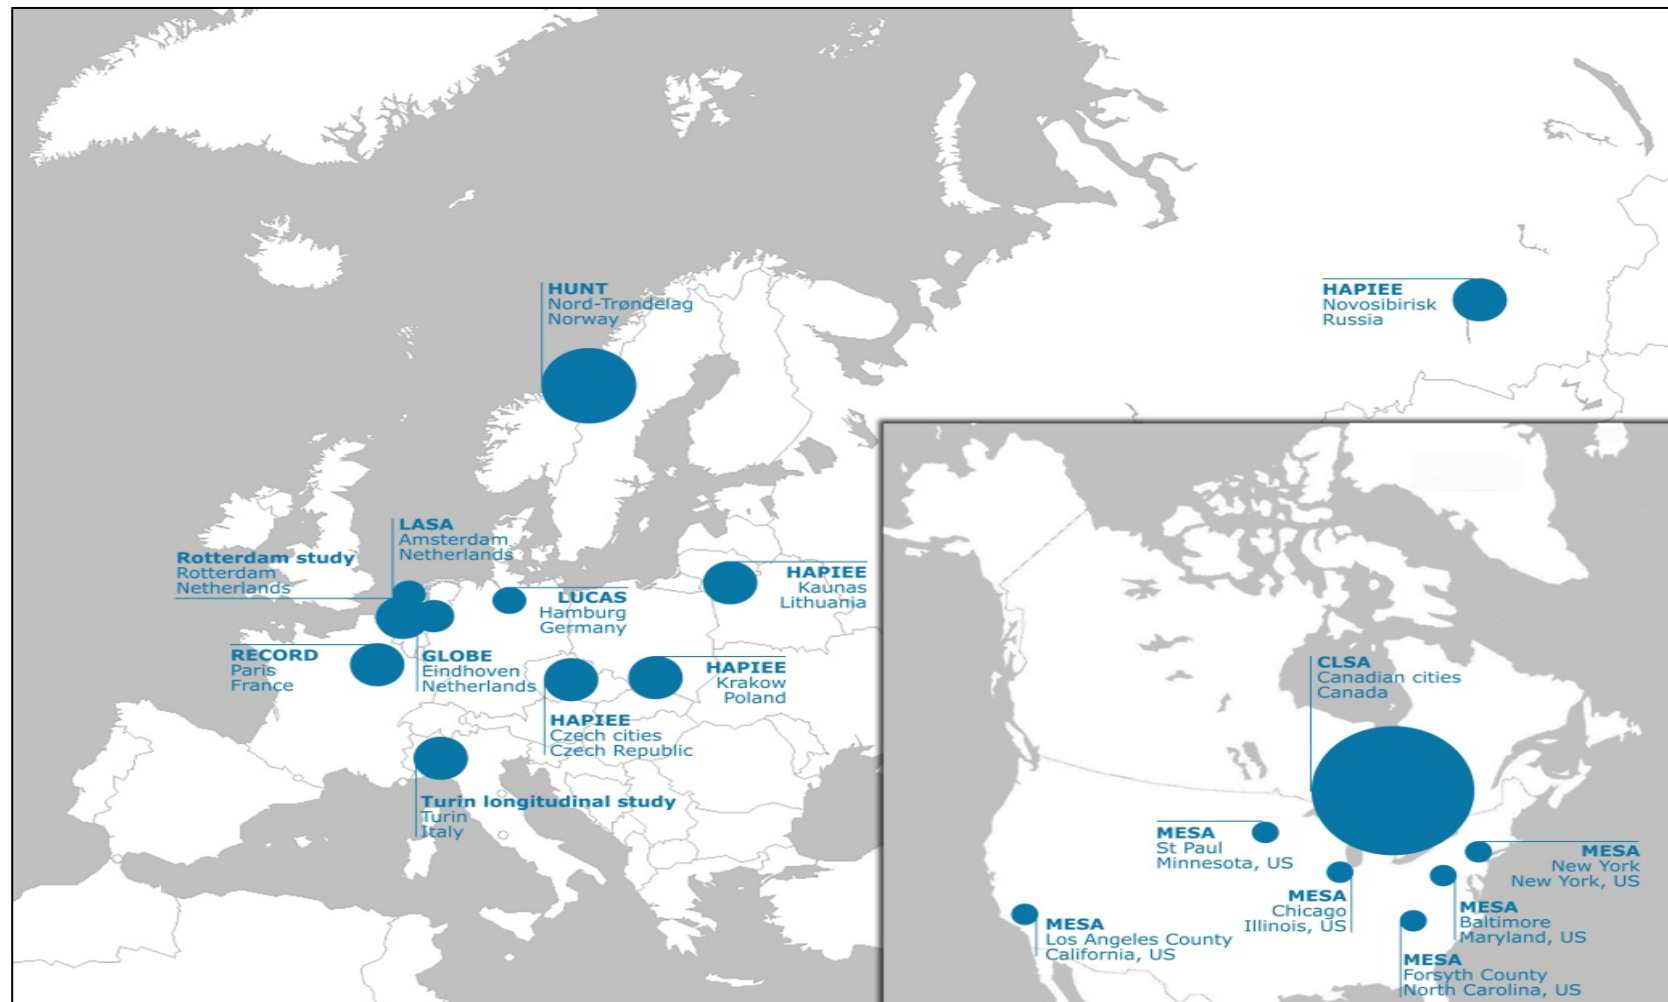 HUNT
Nord-Trøndelag
Norway
HAPIEE
Novosibirisk
Russia
LASA
Amsterdam
Netherlands
Rotterdam study
Rotterdam
Netherlands
HAPIEE
Kaunas
Lithuania
LUCAS
Hamburg
Germany
RECORD
Paris
France
GLOBE
Eindhoven
Netherlands
HAPIEE
Krakow
Poland
HAPIEE
Czech cities
Czech Republic
Turin longitudinal study
Turin
Italy
CLSA
Canadian cities
Canada
MESA
St Paul
Minnesota, US
MESA
New York
New York, US
MESA
Chicago
Illinois, US
MESA
Baltimore
Maryland, US
MESA
Los Angeles County
California, US
MESA
Forsyth County
North Carolina, US